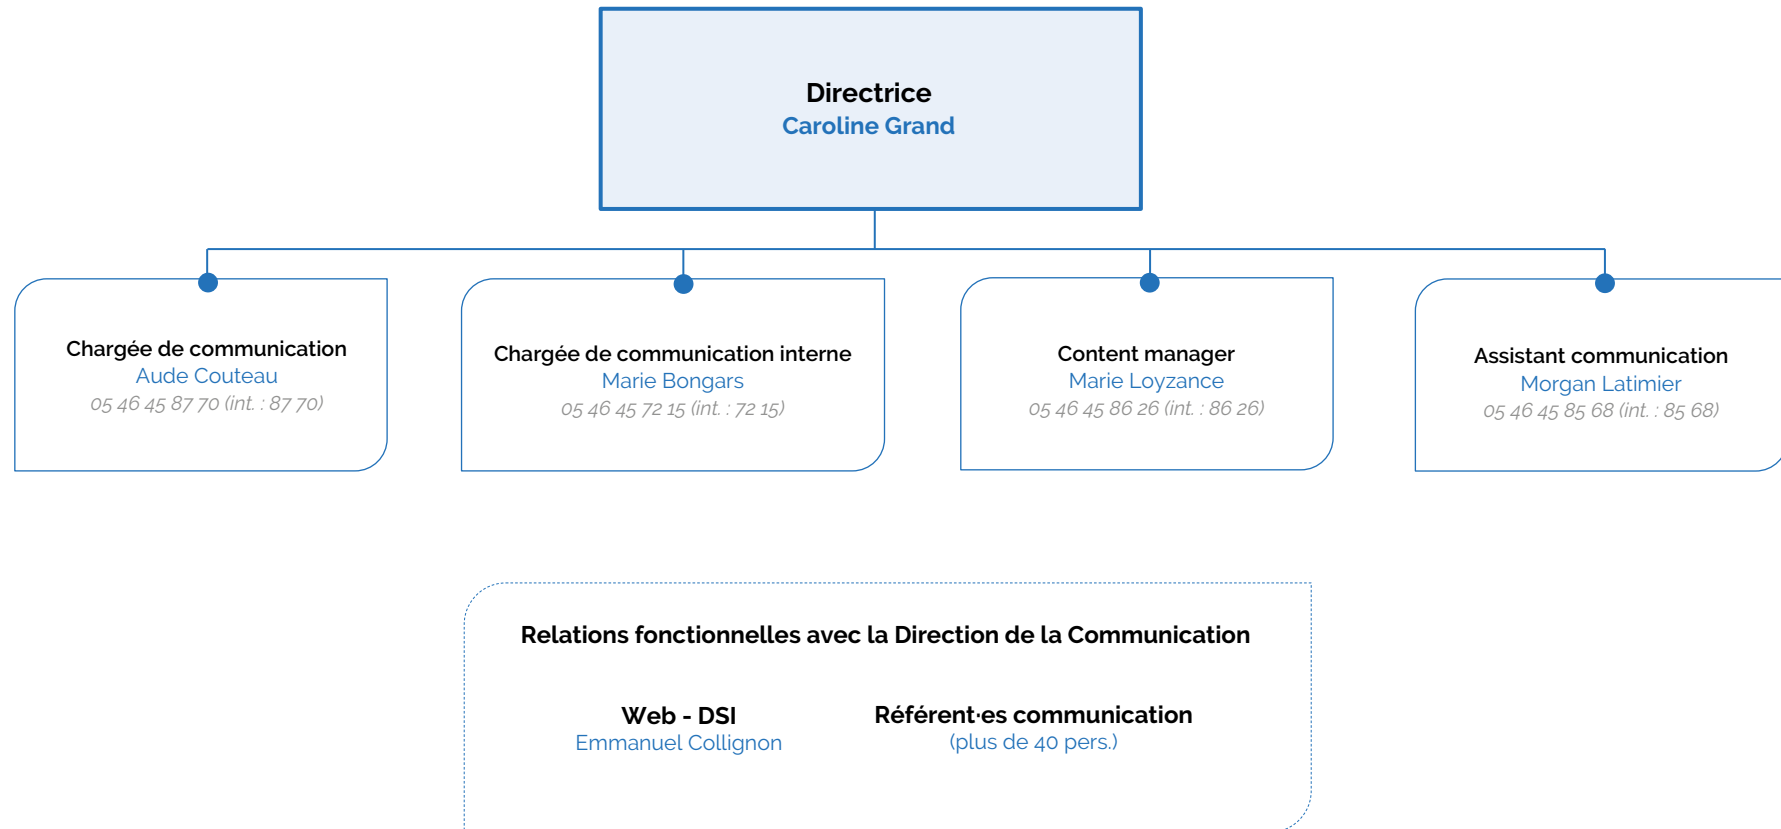 Directrice
Caroline Grand
Chargée de communication
Aude Couteau
05 46 45 87 70 (int. : 87 70)
Chargée de communication interne
Marie Bongars
05 46 45 72 15 (int. : 72 15)
Content manager
Marie Loyzance
05 46 45 86 26 (int. : 86 26)
Assistant communication
Morgan Latimier
05 46 45 85 68 (int. : 85 68)
Relations fonctionnelles avec la Direction de la Communication
Web - DSI
Emmanuel Collignon
Référent·es communication
(plus de 40 pers.)